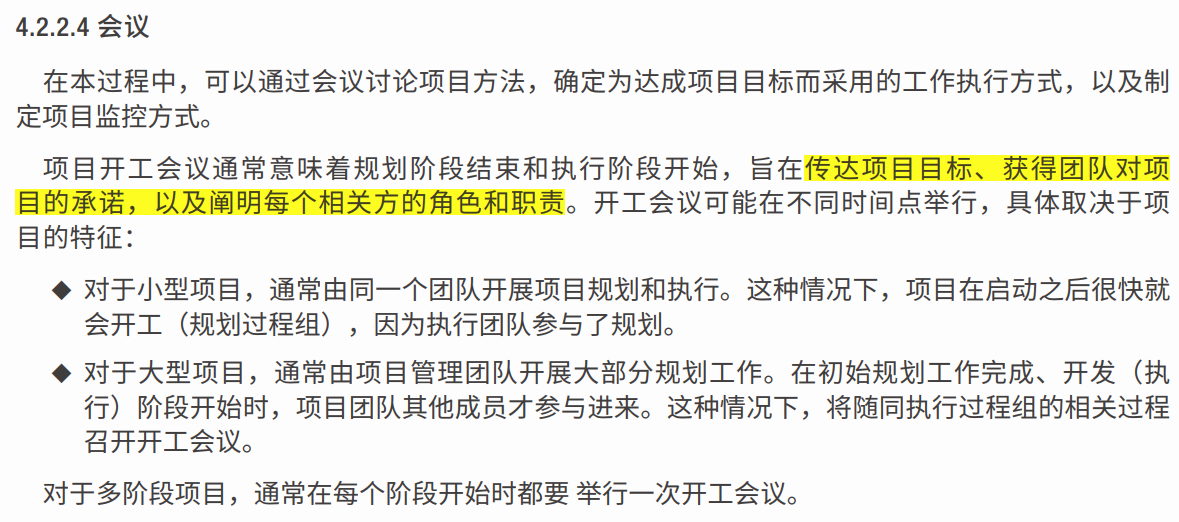 4.2.2.4 会议
在本过程中，可以通过会议讨论项目方法，确定为达成项目目标而采用的工作执行方式，以及制
定项目监控方式。
项目开工会议通常意味着规划阶段结束和执行阶段开始，旨在传达项目目标、获得团队对项
目的承诺，以及阐明每个相关方的角色和职责。开工会议可能在不同时间点举行，具体取决于项
目的特征：
◆ 对于小型项目，通常由同一个团队开展项目规划和执行。这种情况下，项目在启动之后很快就
会开工（规划过程组），因为执行团队参与了规划。
◆ 对于大型项目，通常由项目管理团队开展大部分规划工作。在初始规划工作完成、开发（执
行）阶段开始时，项目团队其他成员才参与进来。这种情况下，将随同执行过程组的相关过程
召开开工会议。
对于多阶段项目，通常在每个阶段开始时都要 举行一次开工会议。